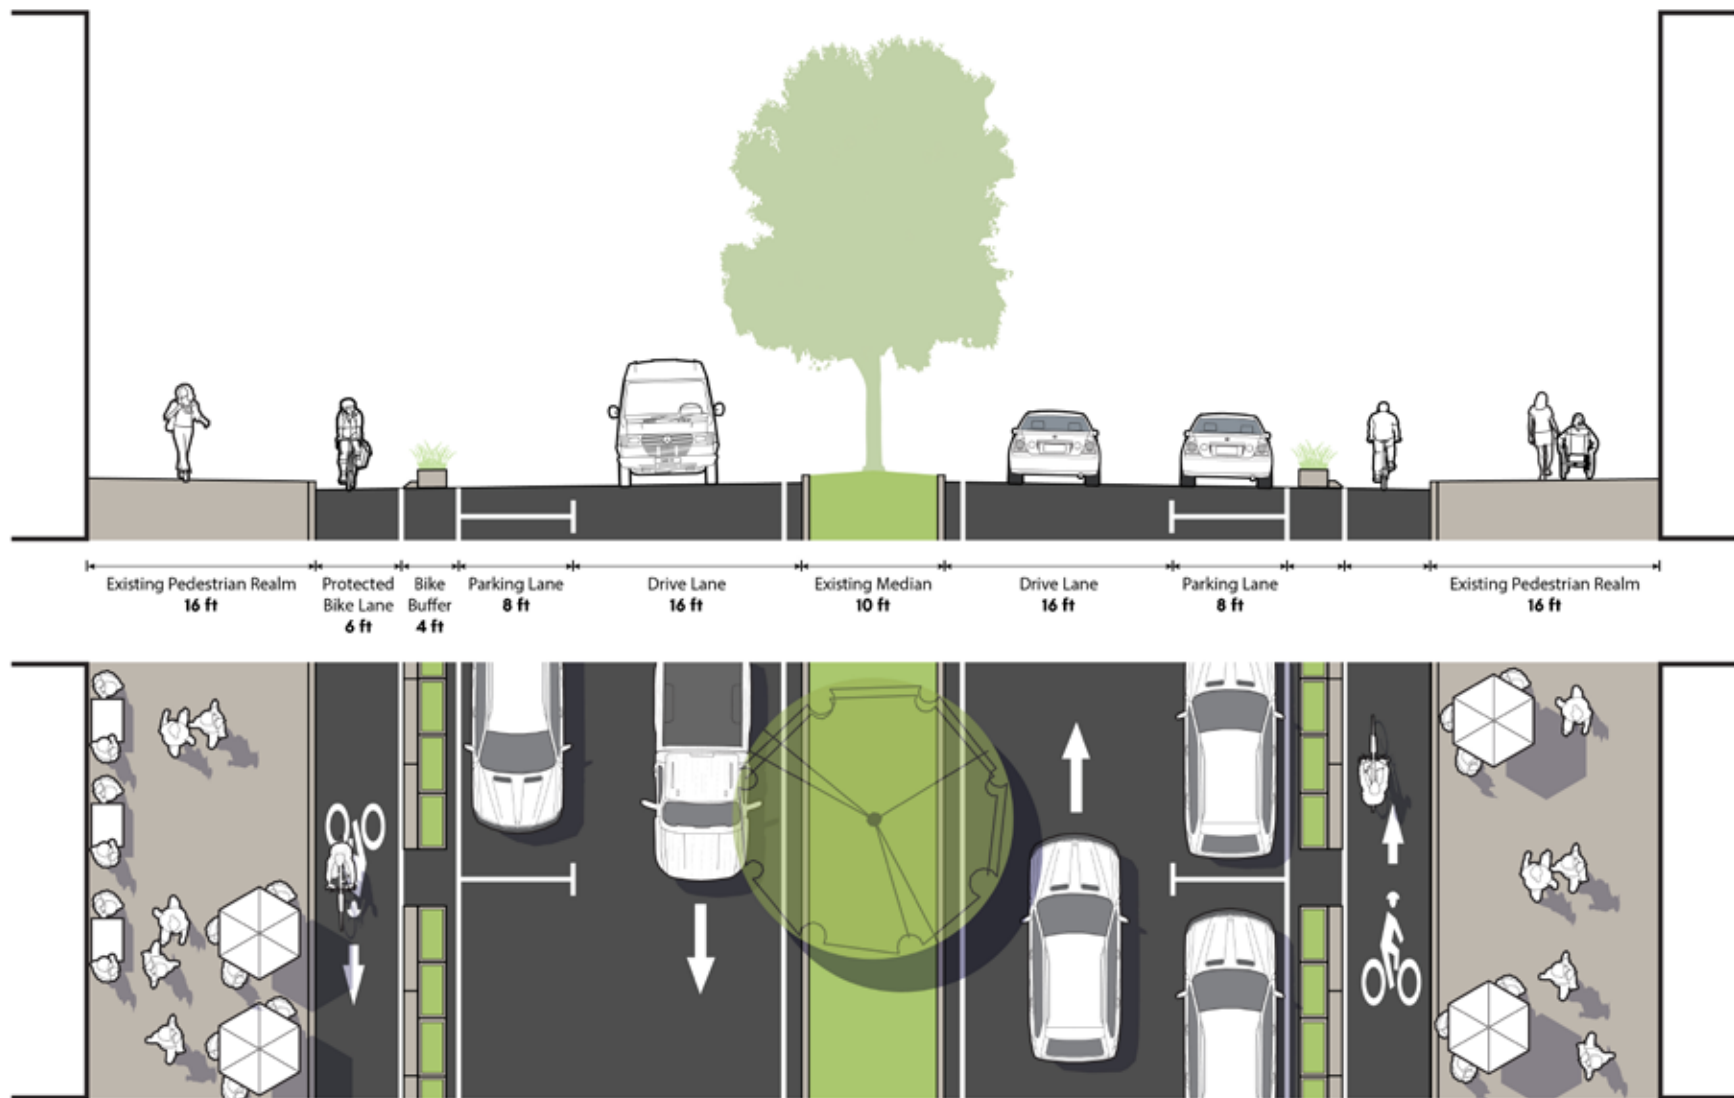 Existing Pedestrian Realm
16 ft
Protected
Bike Lane
6 ft
Bike
Buffer
4 ft
Parking Lane
8 ft
Drive Lane
16 ft
Existing Median
10 ft
Drive Lane
16 ft
Parking Lane
8 ft
Existing Pedestrian Realm
16 ft